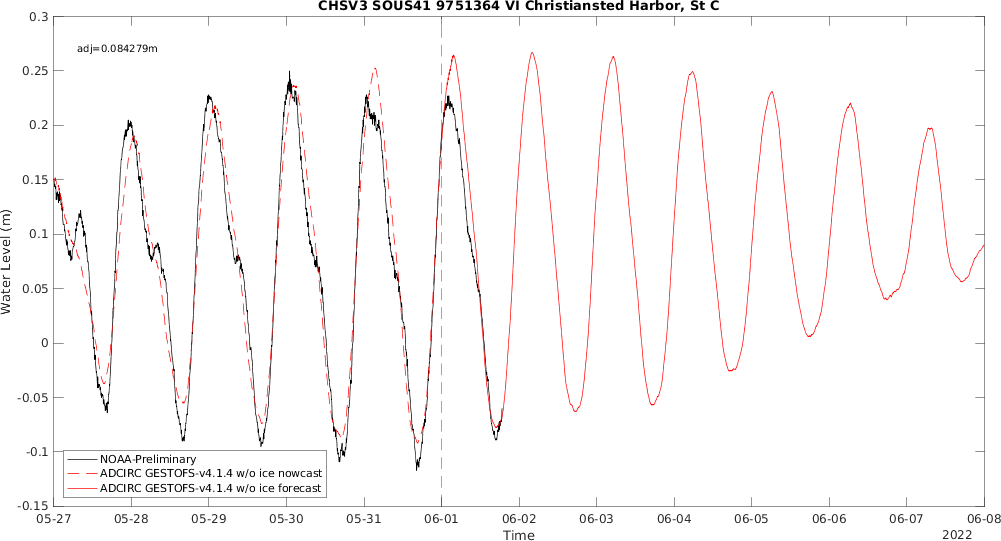 CHSV3 SOUS41 9751364 VI Christiansted Harbor, St C
adj=0.084279m
0.3
0.25
0.2
0.15
0.1
0.05
0
-0.05
-0.1
-0.15
Water Level (m)
NOAA-Preliminary
ADCIRC GESTOFS-v4.1.4 w/o ice nowcast
ADCIRC GESTOFS-v4.1.4 w/o ice forecast
05-27 05-28 05-29 05-30 05-31 06-01 06-02 06-03 06-04 06-05 06-06 06-07 06-08
Time
2022